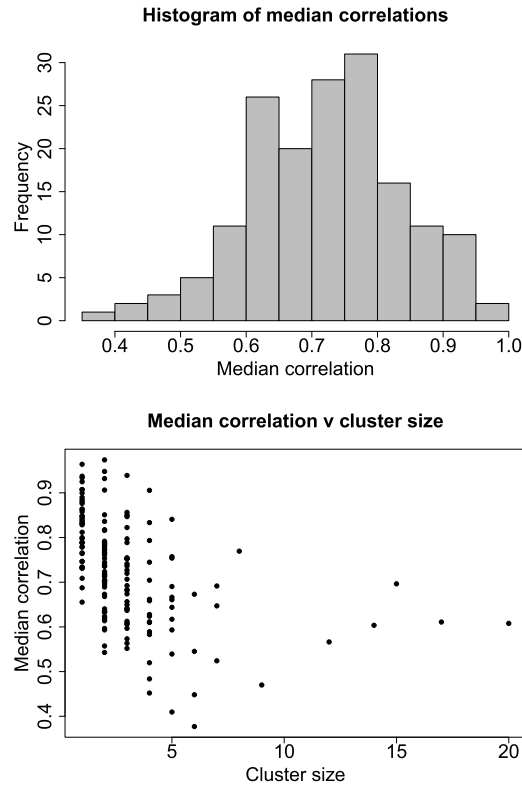 Histogram of median correlations
Frequency
0 5 10 15 20 25 30
0.4 0.5 0.6 0.7 0.8 0.9 1.0
Median correlation
Median correlation v cluster size
Median correlation
0.4 0.5 0.6 0.7 0.8 0.9
5 10 15 20
Cluster size